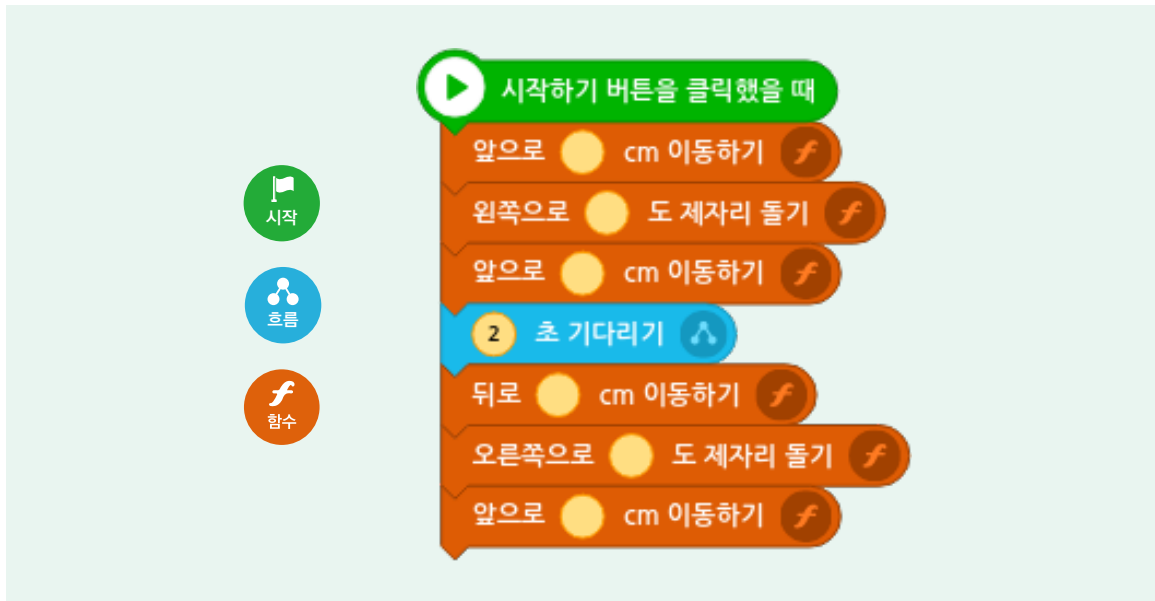 시작하기 버튼을 클릭했을 때
앞으로 cm 이동하기
왼쪽으로 도 제자리 돌기
앞으로 cm 이동하기
2 초 기다리기
뒤로 cm 이동하기
오른쪽으로 도 제자리 돌기
앞으로 cm 이동하기
시작
흐름
함수